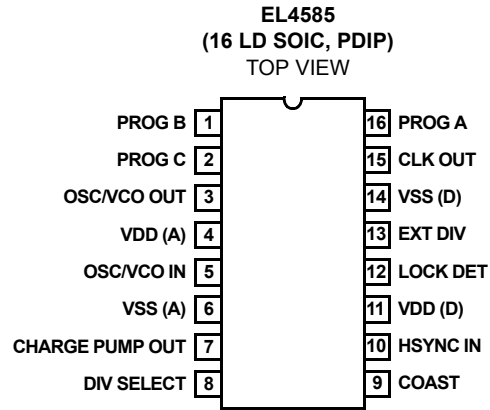 EL4585
(16 LD SOIC, PDIP)
TOP VIEW
PROG B 1 16 PROG A
PROG C 2 15 CLK OUT
OSC/VCO OUT 3 14 VSS (D)
VDD (A) 4 13 EXT DIV
OSC/VCO IN 5 12 LOCK DET
VSS (A) 6 11 VDD (D)
CHARGE PUMP OUT 7 10 HSYNC IN
DIV SELECT 8 9 COAST